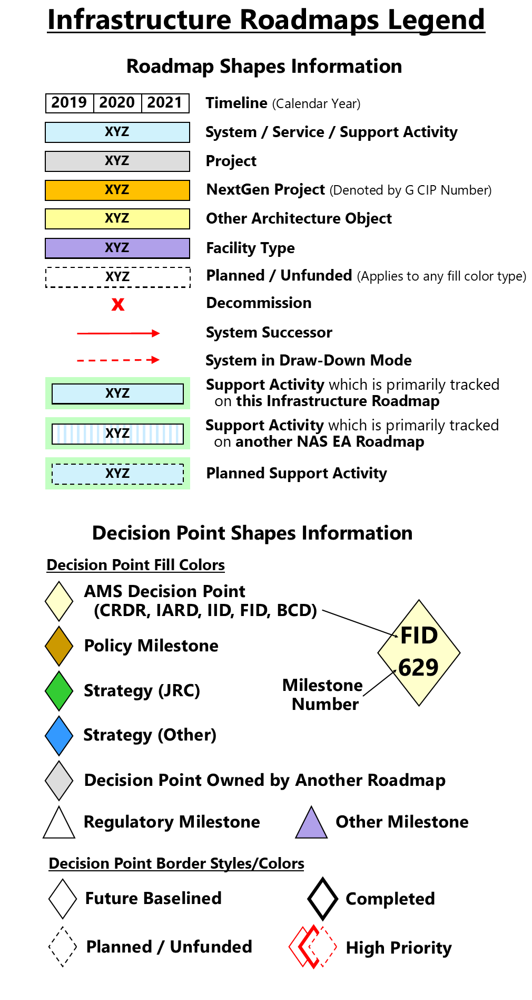 Infrastructure Roadmaps Legend
Roadmap Shapes Information
2019 2020 2021 Timeline (Calendar Year)
XYZ System / Service / Support Activity
XYZ Project
XYZ NextGen Project (Denoted by G CIP Number)
XYZ Other Architecture Object
XYZ Facility Type
XYZ Planned / Unfunded (Applies to any fill color type)
x Decommission
System Successor
System in Draw-Down Mode
XYZ Support Activity which is primarily tracked
on this Infrastructure Roadmap
XYZ Support Activity which is primarily tracked
on another NAS EA Roadmap
XYZ Planned Support Activity
Decision Point Shapes Information
Decision Point Fill Colors
AMS Decision Point
(CRDR, IARD, IID, FID, BCD)
FID
629
Policy Milestone
Milestone
Number
Strategy (JRC)
Strategy (Other)
Decision Point Owned by Another Roadmap
Regulatory Milestone Other Milestone
Decision Point Border Styles/Colors
Future Baselined Completed
Planned / Unfunded High Priority